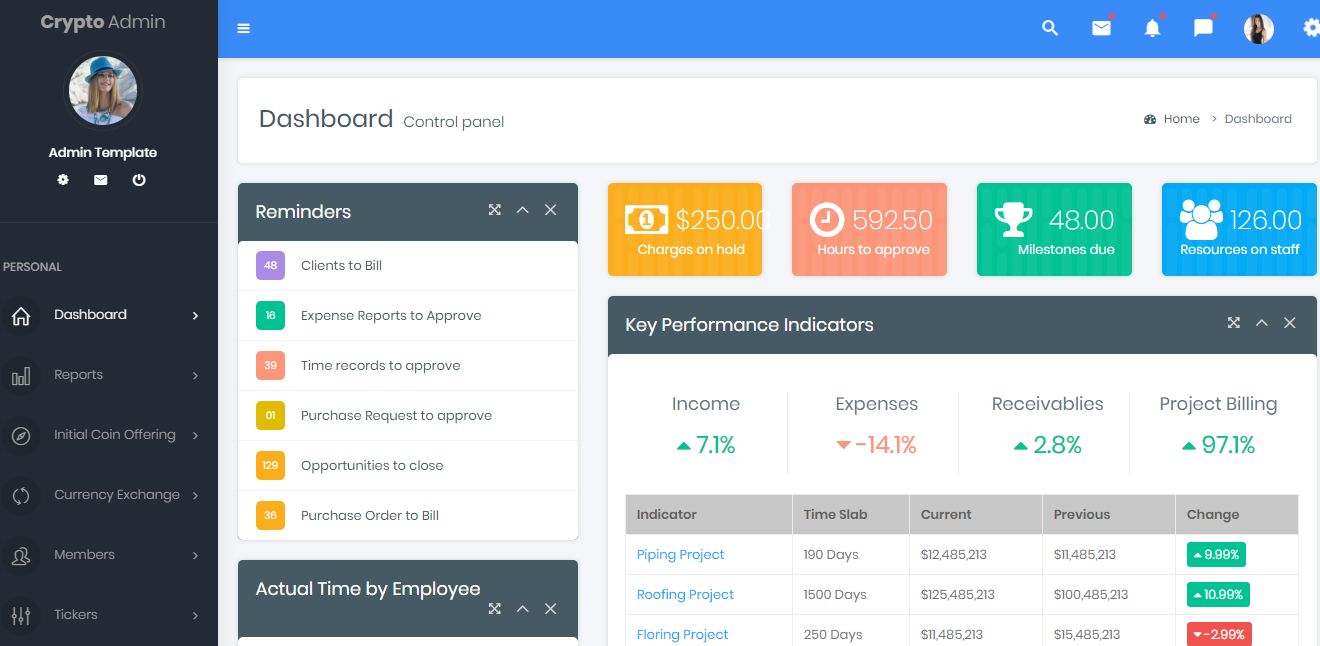 Crypto Admin
Admin Template
PERSONAL
Dashboard
Reports
Initial Coin Offering
Currency Exchange
Members
Tickers
Dashboard Control panel
Home > Dashboard
Reminders
48 Clients to Bill
16 Expense Reports to Approve
39 Time records to approve
01 Purchase Request to approve
129 Opportunities to close
36 Purchase Order to Bill
Actual Time by Employee
$250.00
Charges on hold
592.50
Hours to approve
48.00
Milestones due
126.00
Resources on staff
Key Performance Indicators
Income Expenses Receivablies Project Billing
7.1% -14.1% 2.8% 97.1%
Indicator Time Slab Current Previous Change
Piping Project 190 Days $12,485,213 $11,485,213 9.99%
Roofing Project 1500 Days $125,485,213 $100,485,213 10.99%
Floring Project 250 Days $11,485,213 $15,485,213 -2.99%